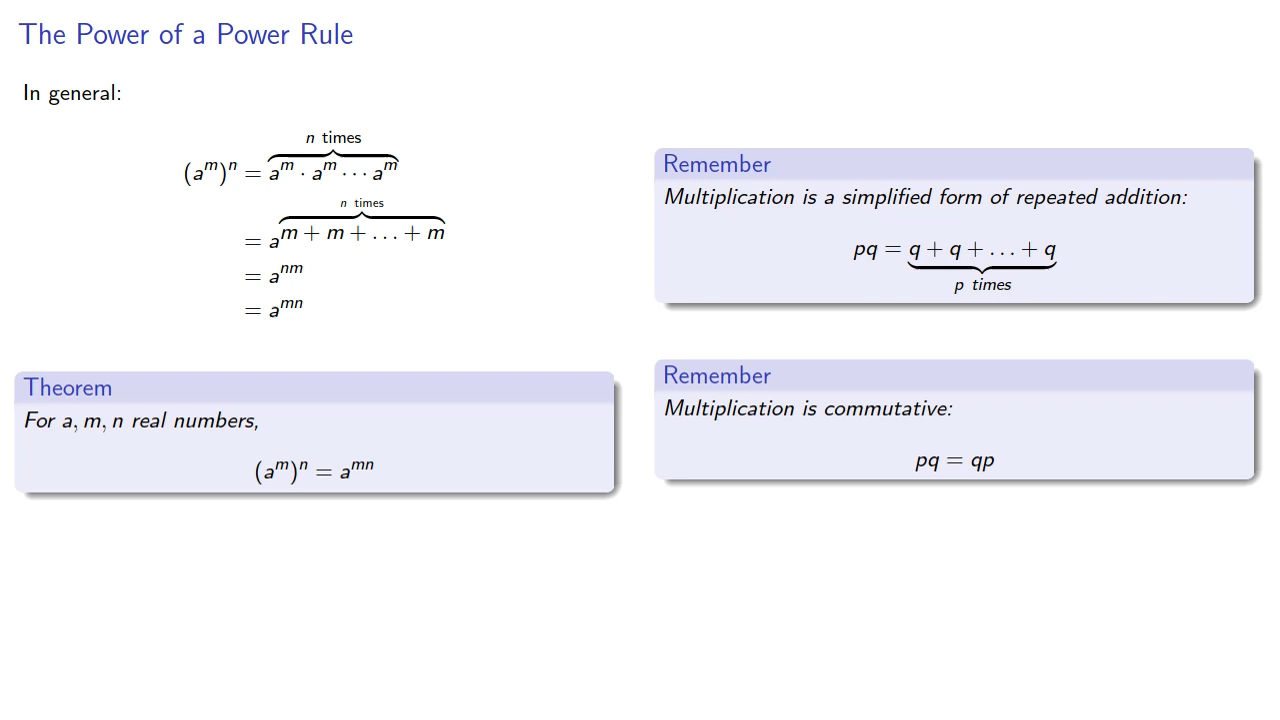 The Power of a Power Rule
In general:
n times
(a^m)^n = a^m · a^m · · · a^m
n times
= a^{m + m + . . . + m}
= a^{nm}
= a^{mn}
Theorem
For a, m, n real numbers,
(a^m)^n = a^{mn}
Remember
Multiplication is a simplified form of repeated addition:
pq = q + q + . . . + q
p times
Remember
Multiplication is commutative:
pq = qp